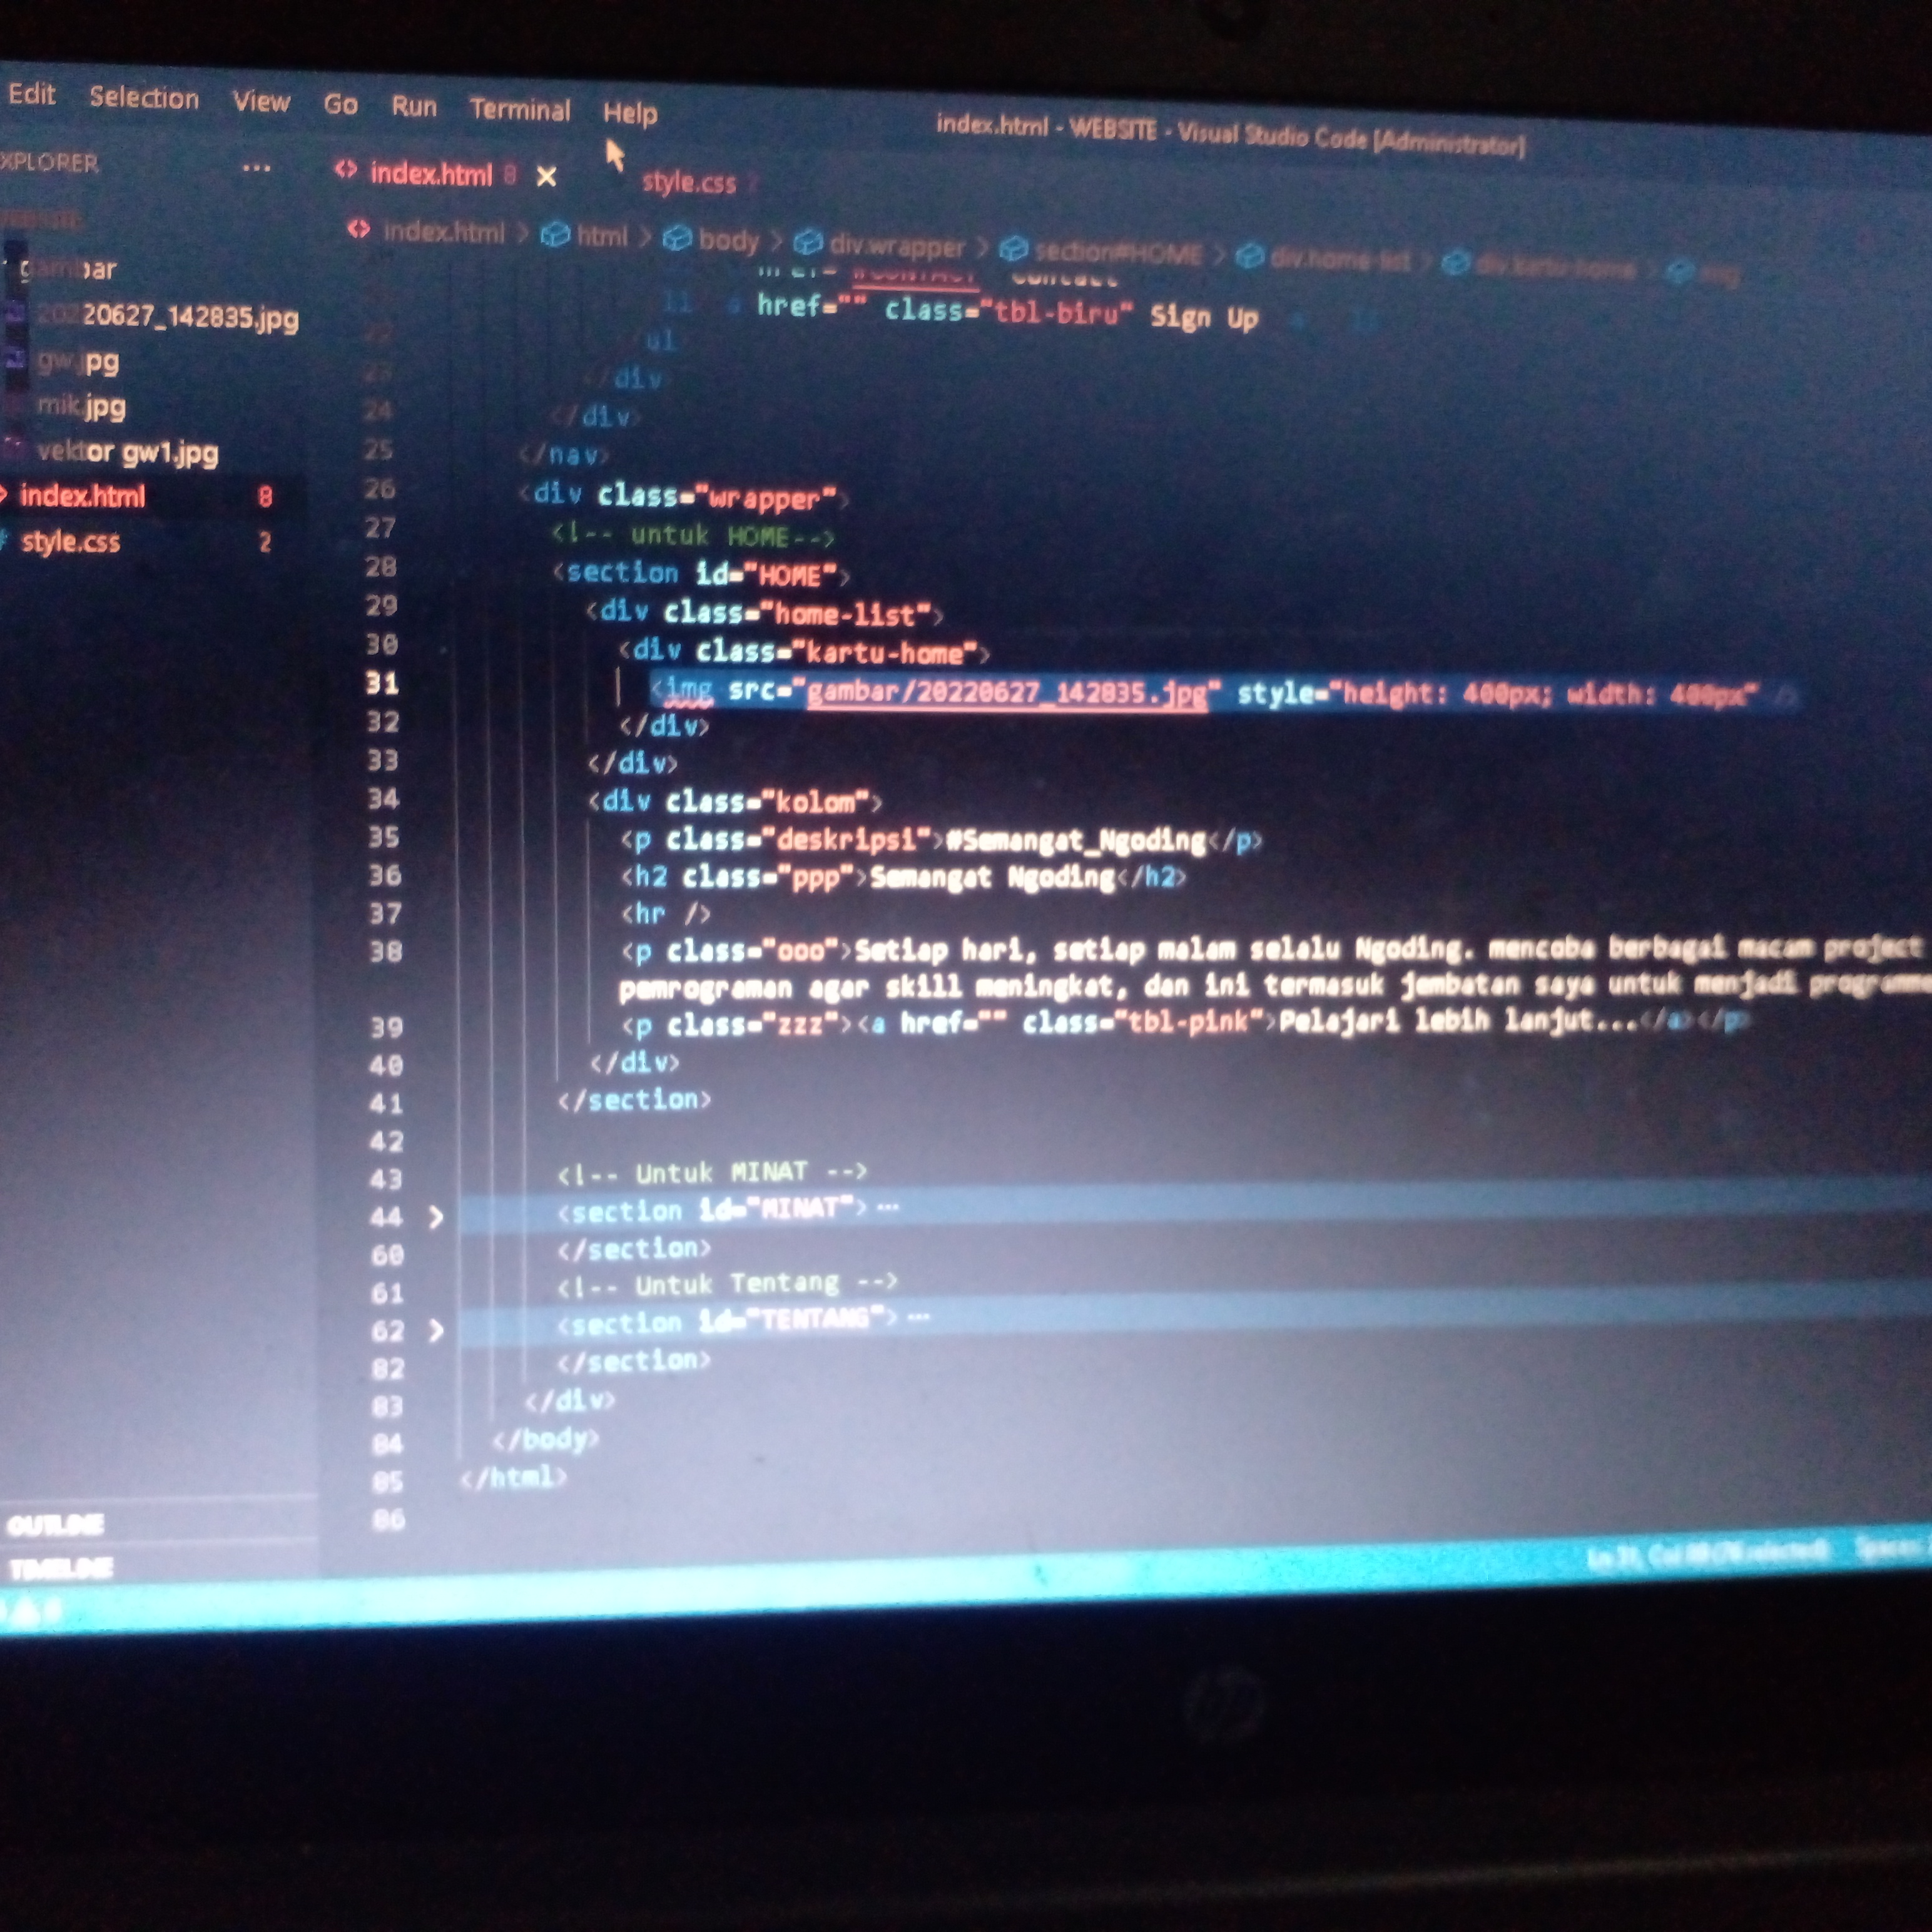 Edit Selection View Go Run Terminal Help
index.html - WEBSITE - Visual Studio Code [Administrator]
XPLORER ...
index.html 8 ×
style.css 2
index.html > html > body > div.wrapper > section#HOME > div.home-list > div.kartu-home > img
WEBSITE
gambar
20220627_142835.jpg
gw.jpg
mik.jpg
vektor gw1.jpg
index.html 8
style.css 2
href="#CONTACT" Contact
li a href="" class="tbl-biru" Sign Up a li
22 ul
23 </div>
24 </div>
25 </nav>
26 <div class="wrapper">
27 <!-- untuk HOME-->
28 <section id="HOME">
29 <div class="home-list">
30 <div class="kartu-home">
31 <img src="gambar/20220627_142835.jpg" style="height: 400px; width: 400px" />
32 </div>
33 </div>
34 <div class="kolom">
35 <p class="deskripsi">#Semangat_Ngoding</p>
36 <h2 class="ppp">Semangat Ngoding</h2>
37 <hr />
38 <p class="ooo">Setiap hari, setiap malam selalu Ngoding. mencoba berbagai macam project
pemrograman agar skill meningkat, dan ini termasuk jembatan saya untuk menjadi programme
39 <p class="zzz"><a href="" class="tbl-pink">Pelajari lebih lanjut...</a></p>
40 </div>
41 </section>
42
43 <!-- Untuk MINAT -->
44 <section id="MINAT"> ...
60 </section>
61 <!-- Untuk Tentang -->
62 <section id="TENTANG"> ...
82 </section>
83 </div>
84 </body>
85 </html>
86
OUTLINE
TIMELINE
Ln 31, Col selected) Spaces:
hp